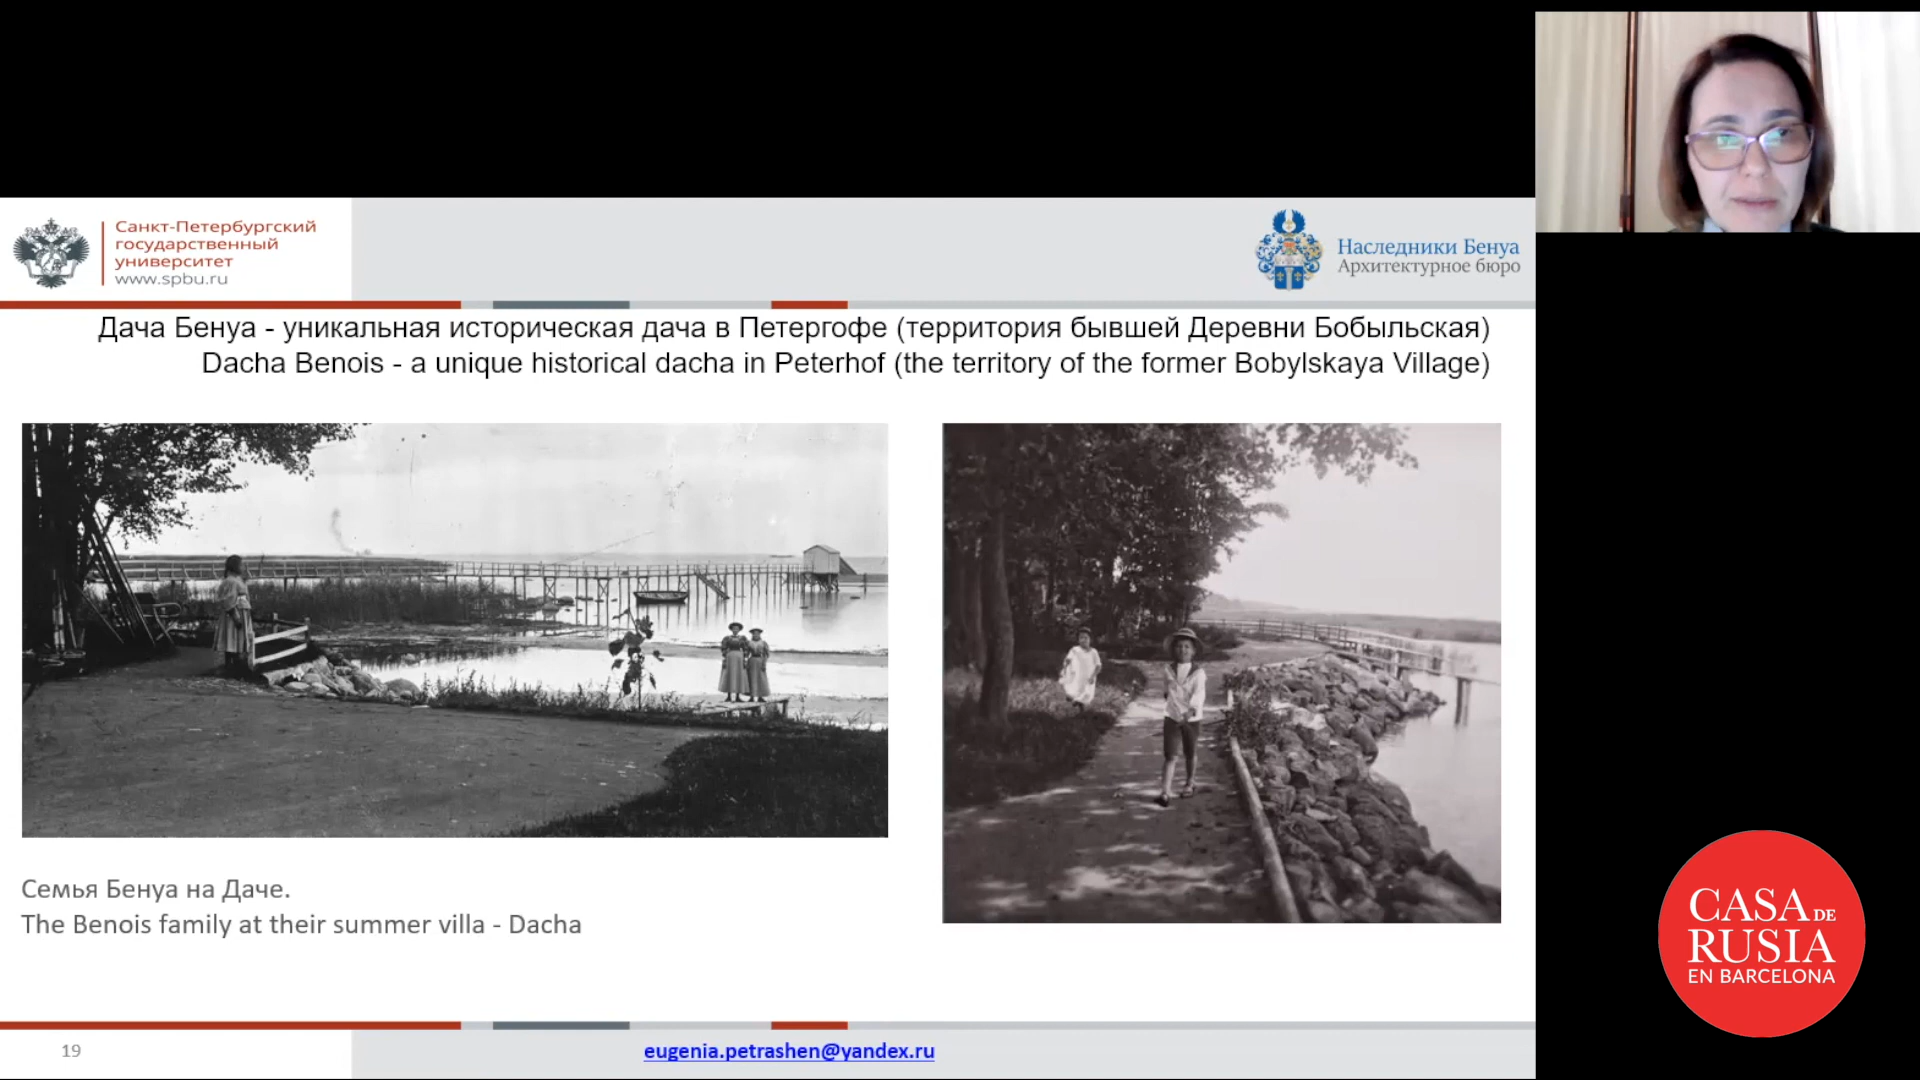 Санкт-Петербургский
государственный
университет
www.spbu.ru
Наследники Бенуа
Архитектурное бюро
Дача Бенуа - уникальная историческая дача в Петергофе (территория бывшей Деревни Бобыльская)
Dacha Benois - a unique historical dacha in Peterhof (the territory of the former Bobylskaya Village)
Семья Бенуа на Даче.
The Benois family at their summer villa - Dacha
19
eugenia.petrashen@yandex.ru
CASA DE
RUSIA
EN BARCELONA